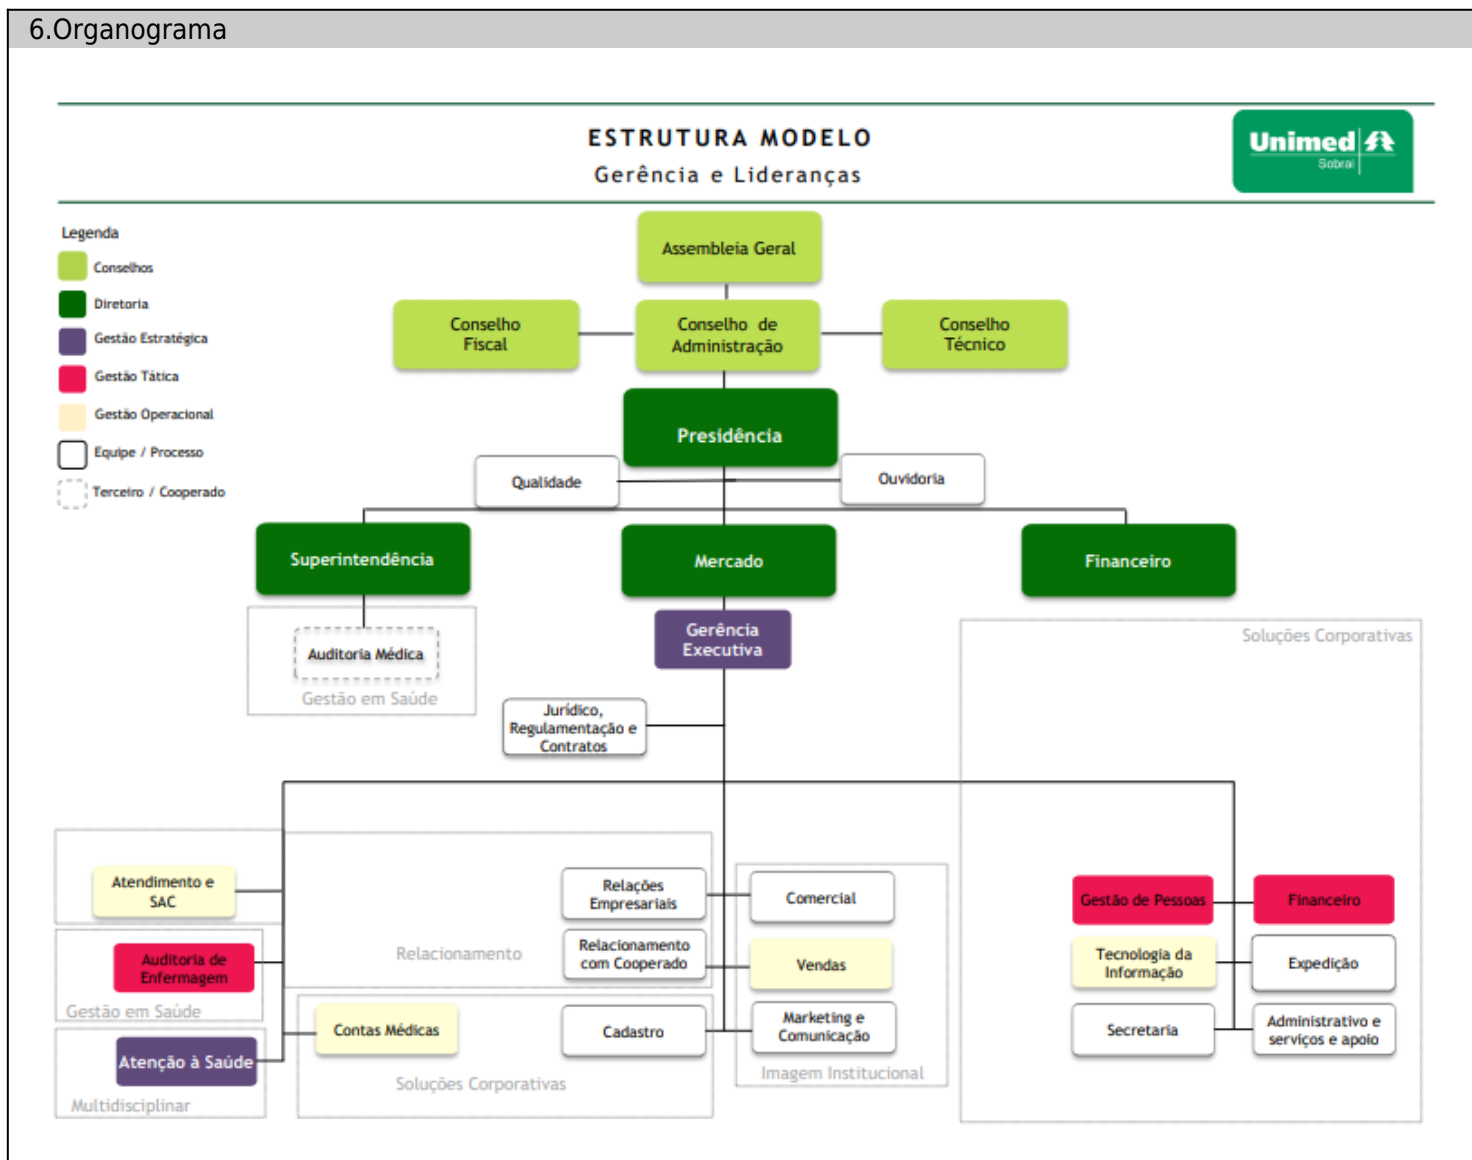 6.Organograma
ESTRUTURA MODELO
Gerência e Lideranças
Unimed
Sobral
Legenda
Conselhos
Diretoria
Gestão Estratégica
Gestão Tática
Gestão Operacional
Equipe / Processo
Terceiro / Cooperado
Assembleia Geral
Conselho
Fiscal
Conselho de
Administração
Conselho
Técnico
Presidência
Qualidade
Ouvidoria
Superintendência
Mercado
Financeiro
Auditoria Médica
Gestão em Saúde
Gerência
Executiva
Soluções Corporativas
Jurídico,
Regulamentação e
Contratos
Atendimento e
SAC
Auditoria de
Enfermagem
Gestão em Saúde
Atenção à Saúde
Multidisciplinar
Relações
Empresariais
Relacionamento
com Cooperado
Relacionamento
Contas Médicas
Cadastro
Soluções Corporativas
Comercial
Vendas
Marketing e
Comunicação
Imagem Institucional
Gestão de Pessoas
Financeiro
Tecnologia da
Informação
Expedição
Secretaria
Administrativo e
serviços e apoio